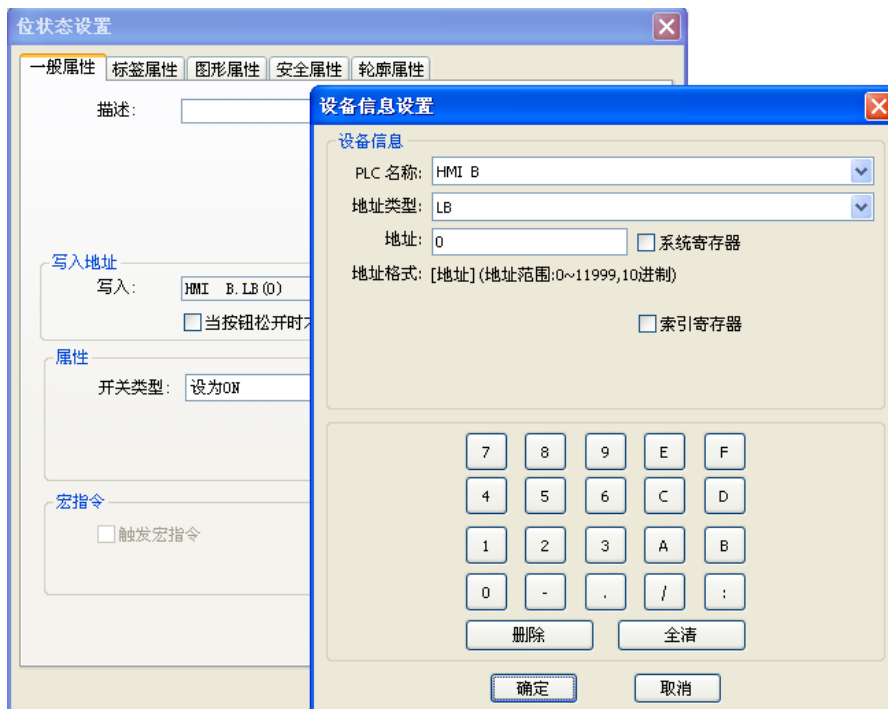 位状态设置
一般属性 标签属性 图形属性 安全属性 轮廓属性
描述:
写入地址
写入: HMI B.LB(0)
当按钮松开时
属性
开关类型: 设为ON
宏指令
触发宏指令
设备信息设置
设备信息
PLC 名称: HMI B
地址类型: LB
地址: 0 系统寄存器
地址格式: [地址](地址范围:0~11999,10进制)
索引寄存器
7 8 9 E F
4 5 6 C D
1 2 3 A B
0 - . / :
删除 全清
确定 取消